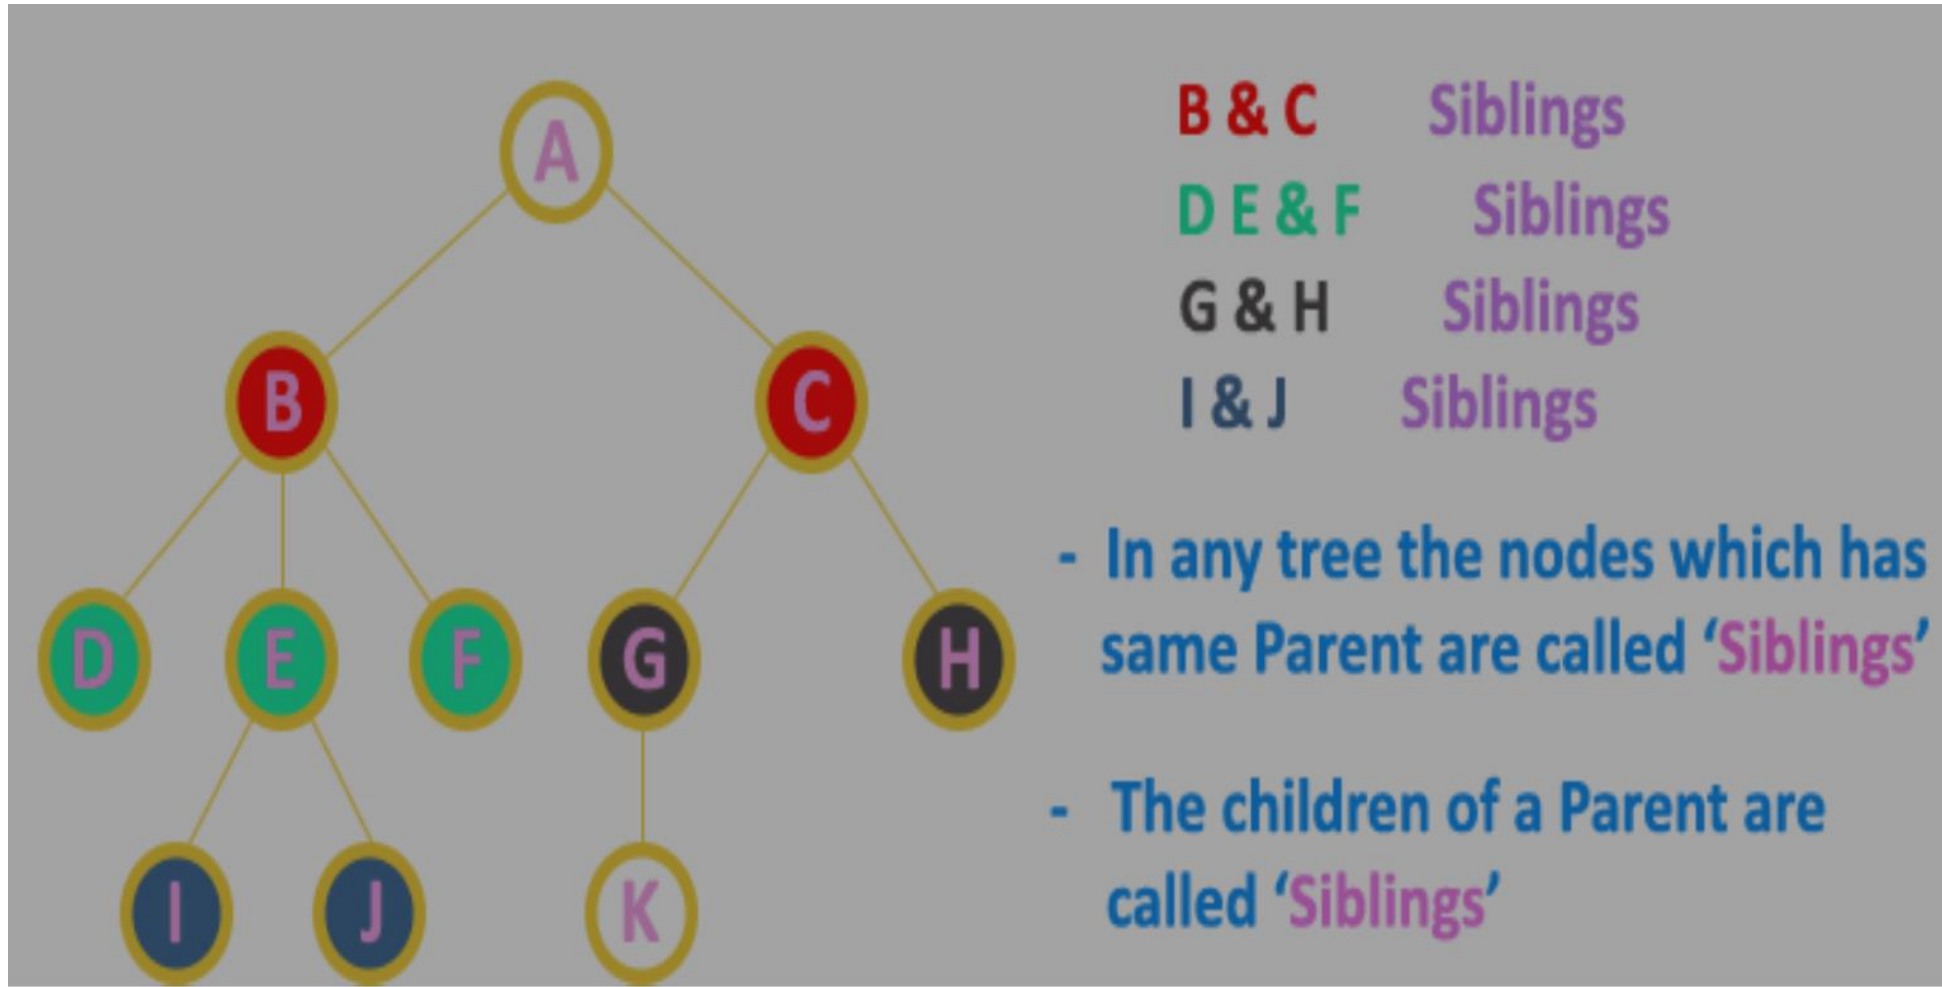 A
B
C
D
E
F
G
H
I
J
K
B & C Siblings
D E & F Siblings
G & H Siblings
I & J Siblings
- In any tree the nodes which has
same Parent are called ‘Siblings’
- The children of a Parent are
called ‘Siblings’